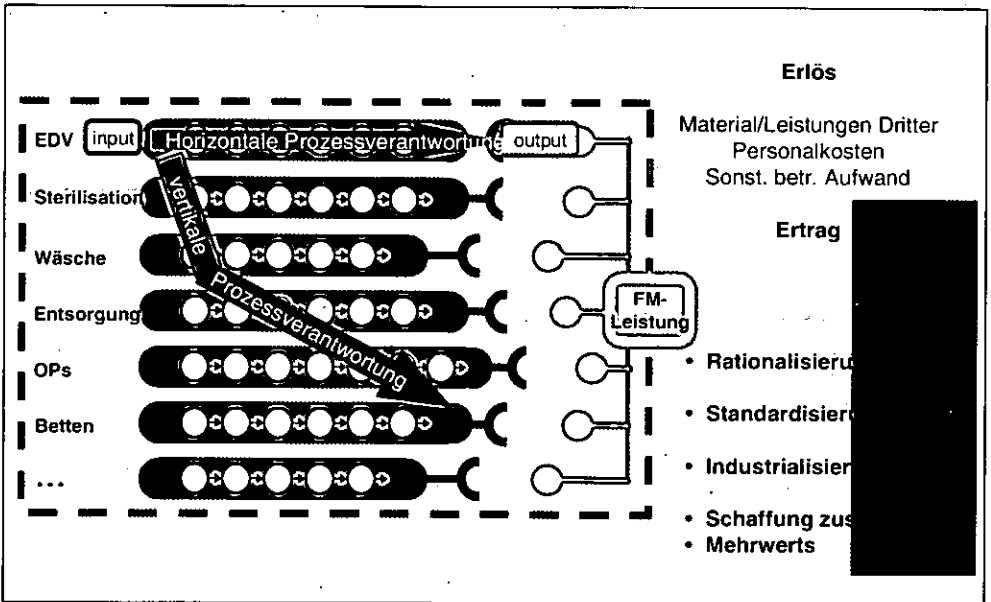 Erlös
Material/Leistungen Dritter
Personalkosten
Sonst. betr. Aufwand
Ertrag
EDV
input
Horizontale Prozessverantwortung
output
Sterilisation
vertikale
Prozessverantwortung
Wäsche
Entsorgung
OPs
Betten
...
FM-
Leistung
• Rationalisieru
• Standardisieru
• Industrialisier
• Schaffung zus
• Mehrwerts